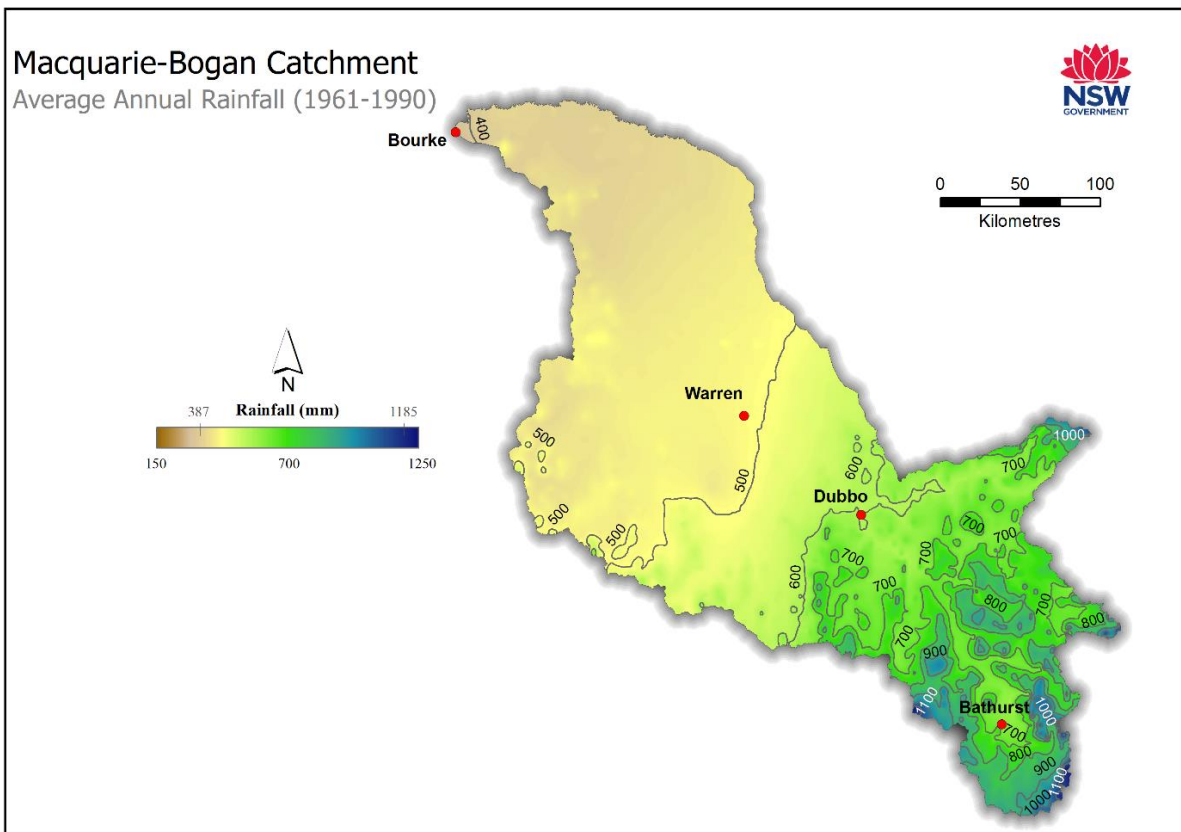 Macquarie-Bogan Catchment
Average Annual Rainfall (1961-1990)
NSW
GOVERNMENT
Bourke
400
0 50 100
Kilometres
N
387 Rainfall (mm) 1185
150 700 1250
Warren
500
500
500
500
500
600
Dubbo
600
1000
700
700
700
700
700
700
700
700
800
800
900
1100
Bathurst
1000
700
800
900
1000
1100